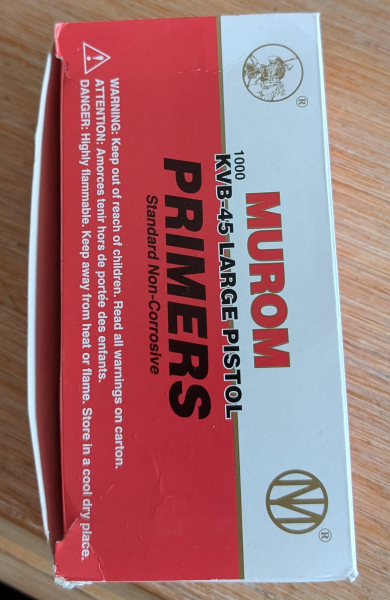 ®
®
MUROM
1000
KVB-45 LARGE PISTOL
PRIMERS
Standard Non-Corrosive
WARNING: Keep out of reach of children. Read all warnings on carton.
ATTENTION: Amorces tenir hors de portée des enfants.
DANGER: Highly flammable. Keep away from heat or flame. Store in a cool dry place.